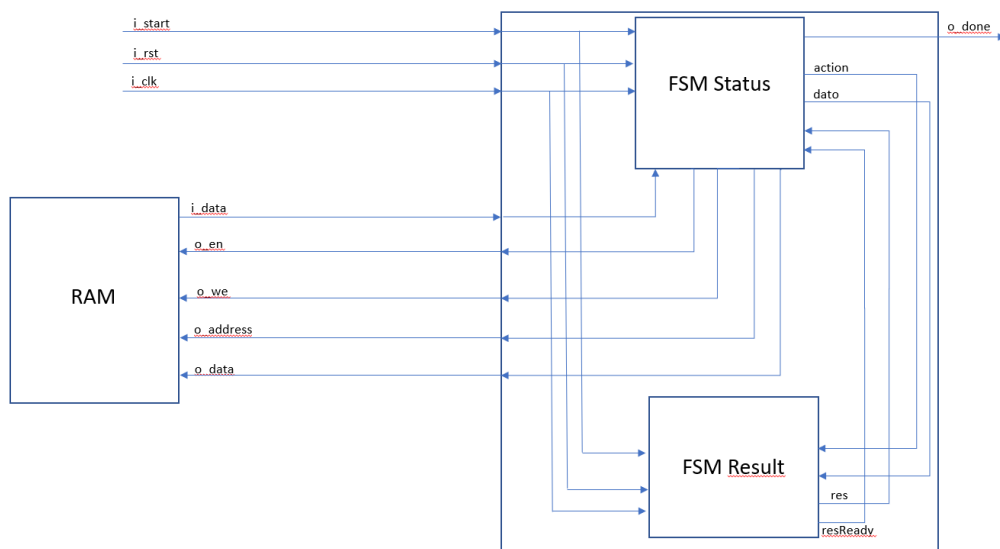 i_start
o_done
i_rst
i_clk
FSM Status
action
dato
i_data
o_en
RAM
o_we
o_address
o_data
FSM Result
res
resReady